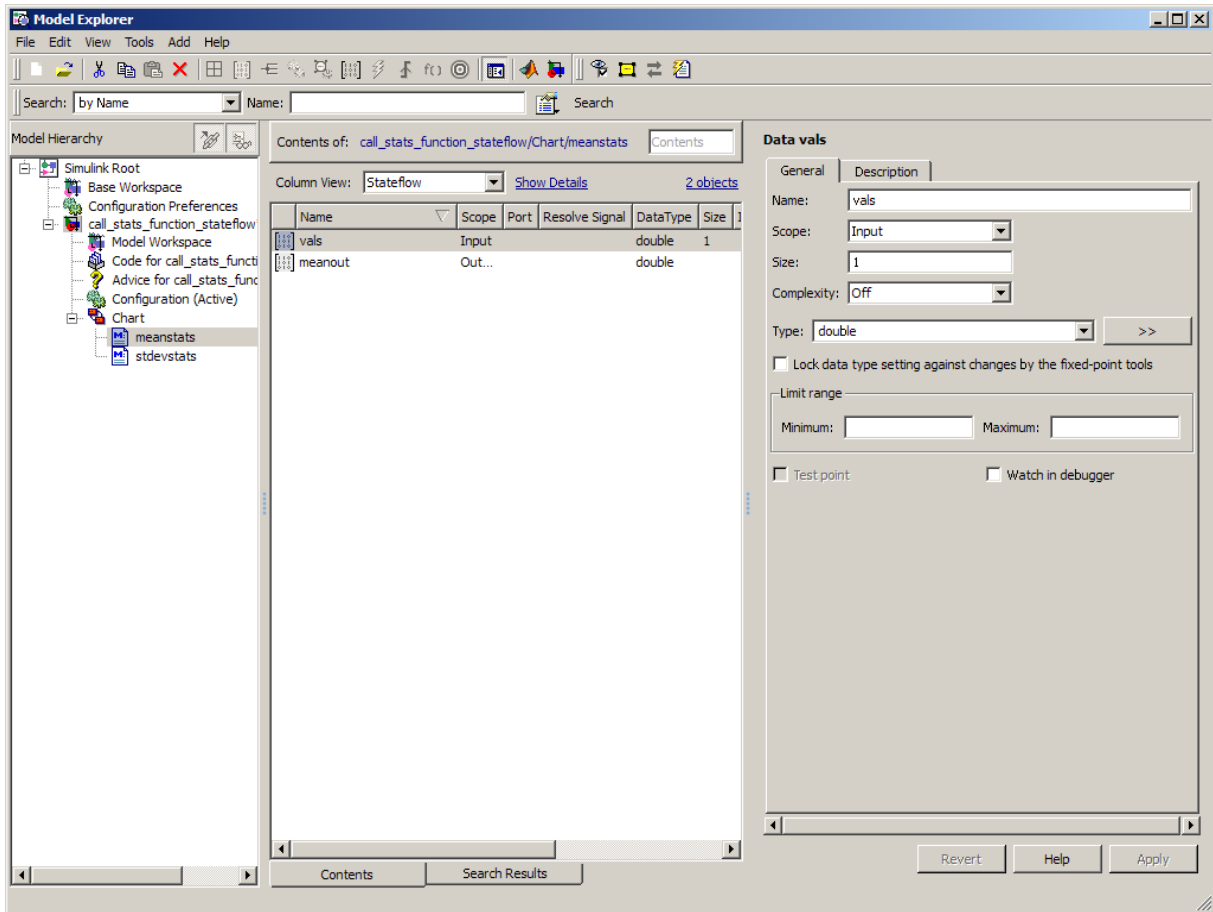 Model Explorer
File Edit View Tools Add Help
Search: by Name Name: Search
Model Hierarchy
Simulink Root
Base Workspace
Configuration Preferences
call_stats_function_stateflow
Model Workspace
Code for call_stats_functi
Advice for call_stats_func
Configuration (Active)
Chart
meanstats
stdevstats
Contents of: call_stats_function_stateflow/Chart/meanstats Contents
Column View: Stateflow Show Details 2 objects
Name Scope Port Resolve Signal DataType Size
vals Input double 1
meanout Out... double
Contents Search Results
Data vals
General Description
Name: vals
Scope: Input
Size: 1
Complexity: Off
Type: double >>
Lock data type setting against changes by the fixed-point tools
Limit range
Minimum: Maximum:
Test point Watch in debugger
Revert Help Apply